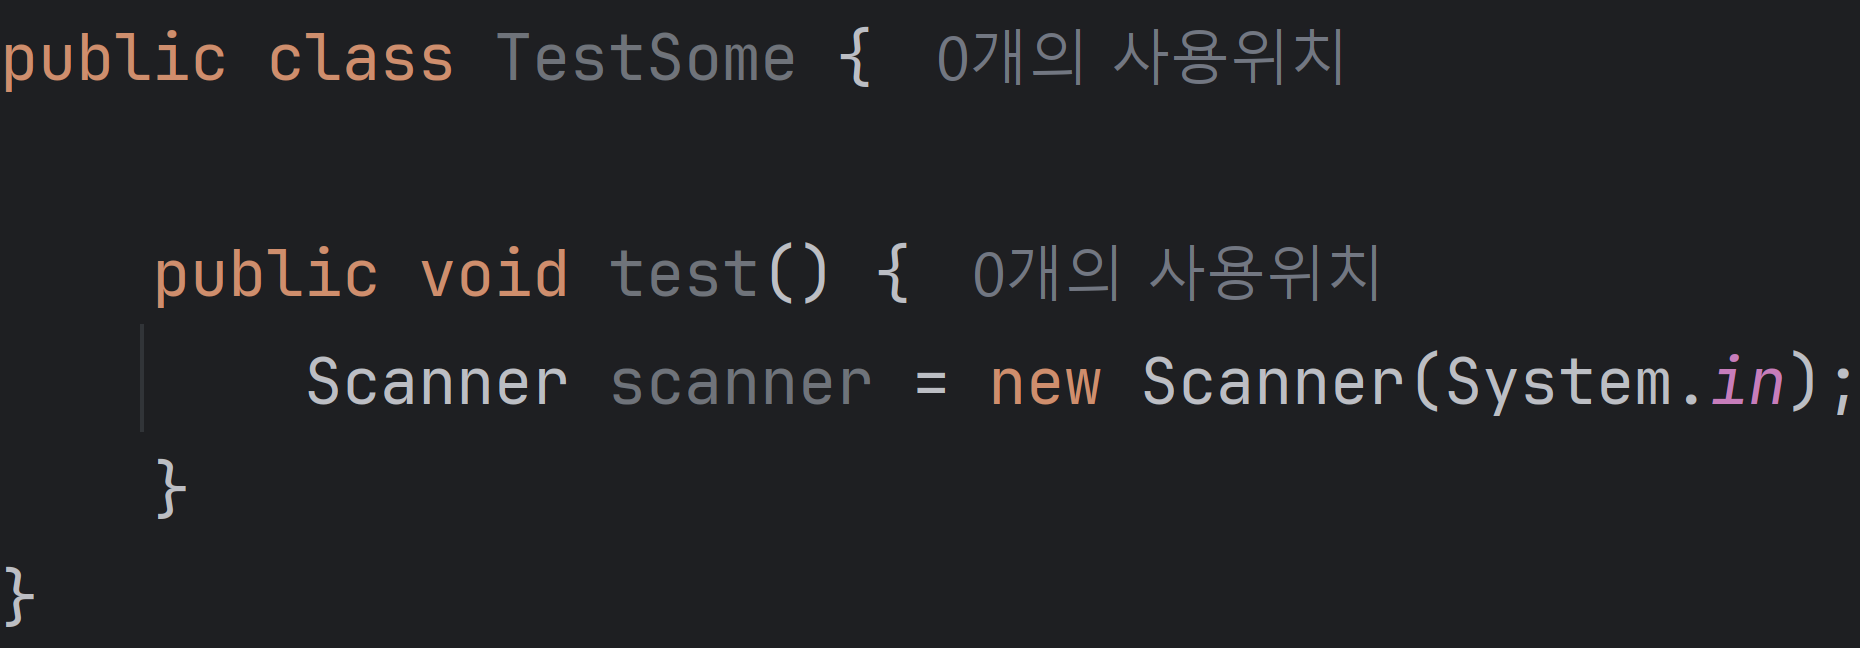 public class TestSome {  0개의 사용위치
public void test() {  0개의 사용위치
Scanner scanner = new Scanner(System.in);
}
}